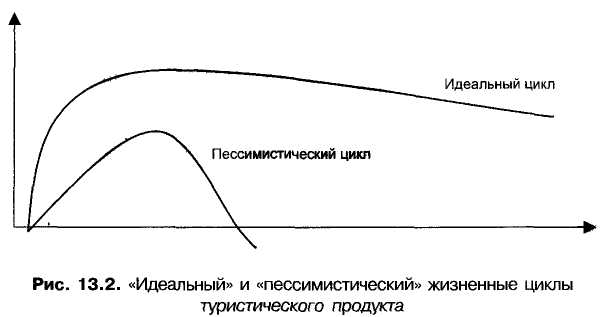 Идеальный цикл
Пессимистический цикл
Рис. 13.2. «Идеальный» и «пессимистический» жизненные циклы
туристического продукта